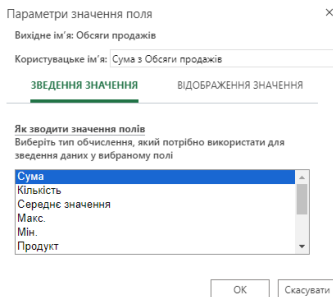 Параметри значення поля
Вихідне ім'я: Обсяги продажів
Користувацьке ім'я: Сума з Обсяги продажів
ЗВЕДЕННЯ ЗНАЧЕННЯ ВІДОБРАЖЕННЯ ЗНАЧЕННЯ
Як зводити значення полів
Виберіть тип обчислення, який потрібно використати для
зведення даних у вибраному полі
Сума
Кількість
Середнє значення
Макс.
Мін.
Продукт
ОК Скасувати